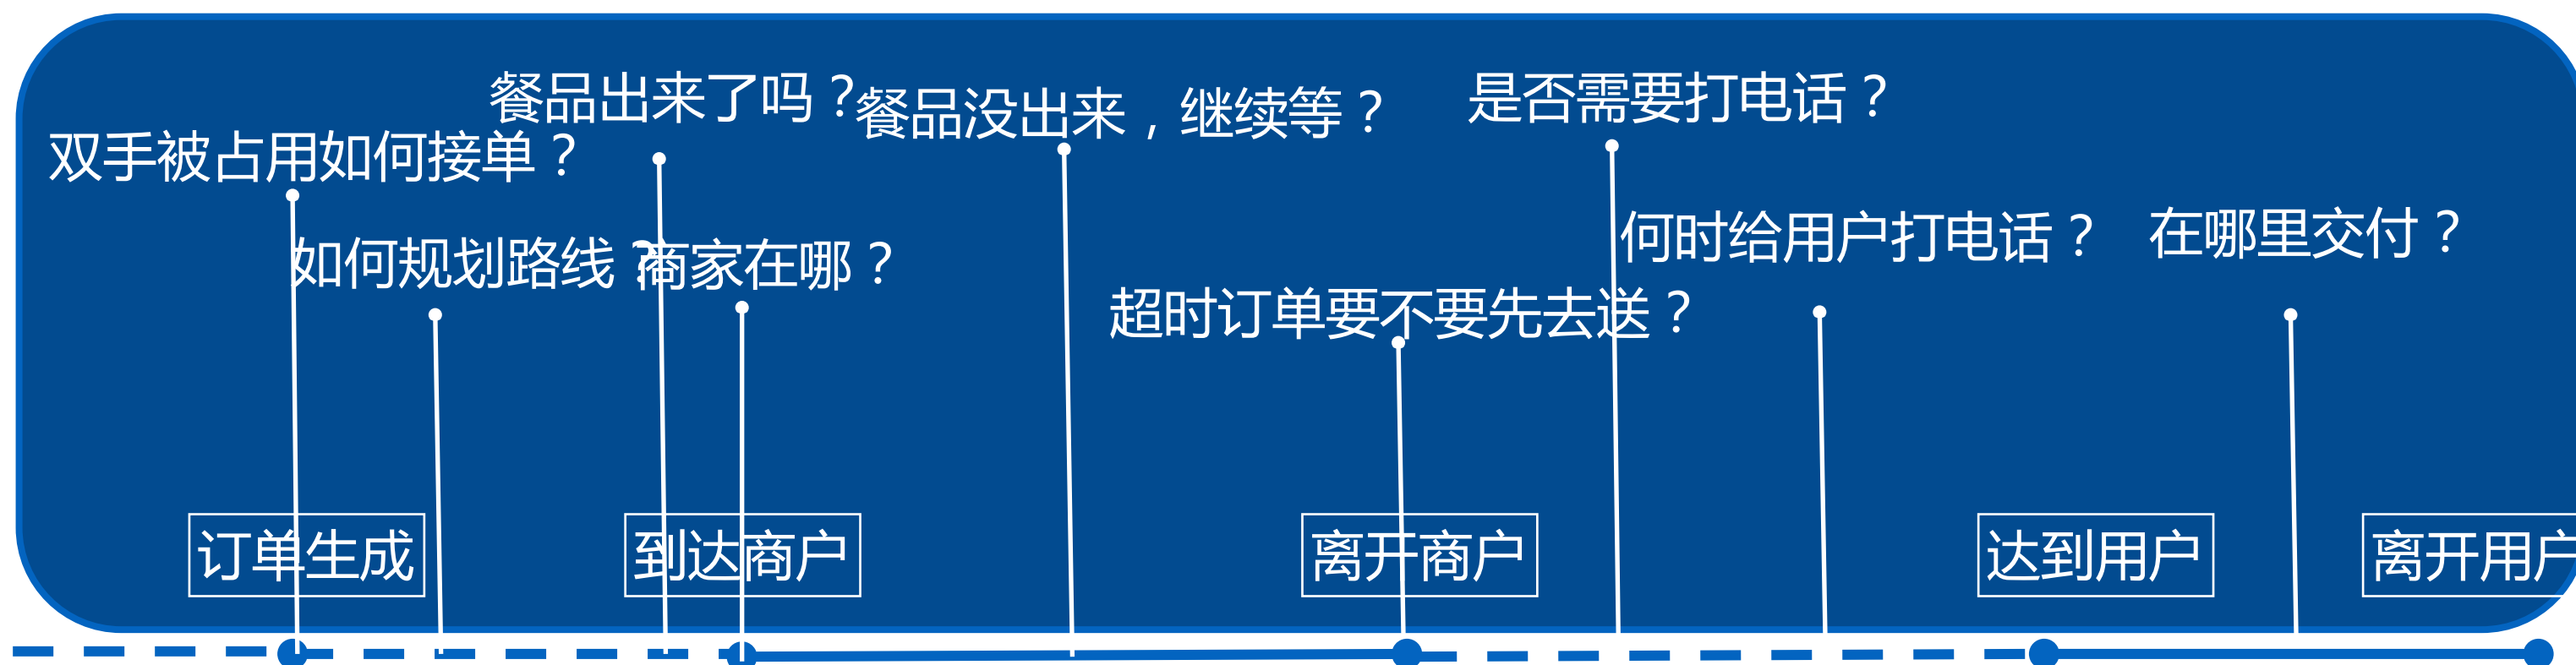 餐品出来了吗？
餐品没出来，继续等？
是否需要打电话？
双手被占用如何接单？
如何规划路线？
商家在哪？
何时给用户打电话？
在哪里交付？
超时订单要不要先去送？
订单生成
到达商户
离开商户
达到用户
离开用户